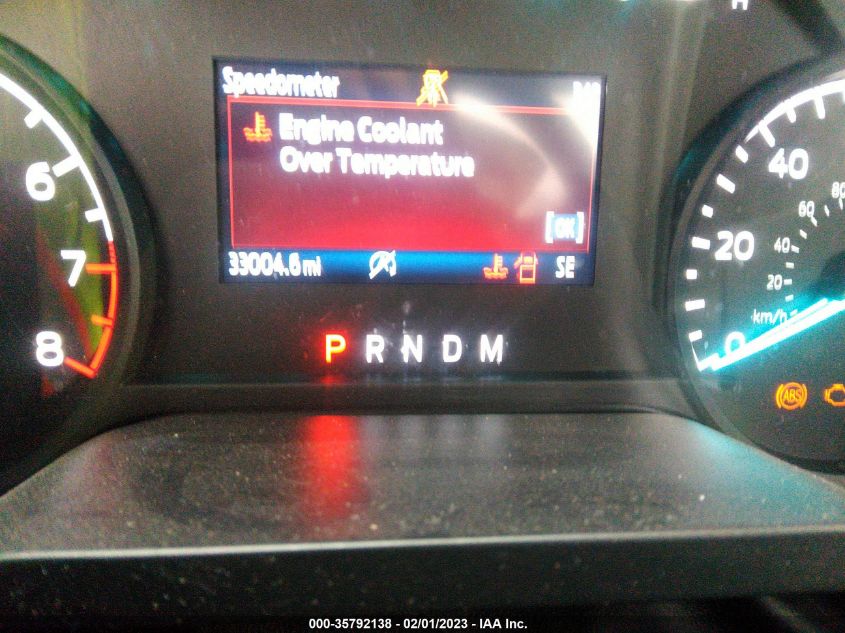 H
Speedometer
Engine Coolant
Over Temperature
[OK]
33004.6 mi
SE
P R N D M
6
7
8
40
20
0
80
60
40
20
km/h
ABS
000-35792138 - 02/01/2023 - IAA Inc.